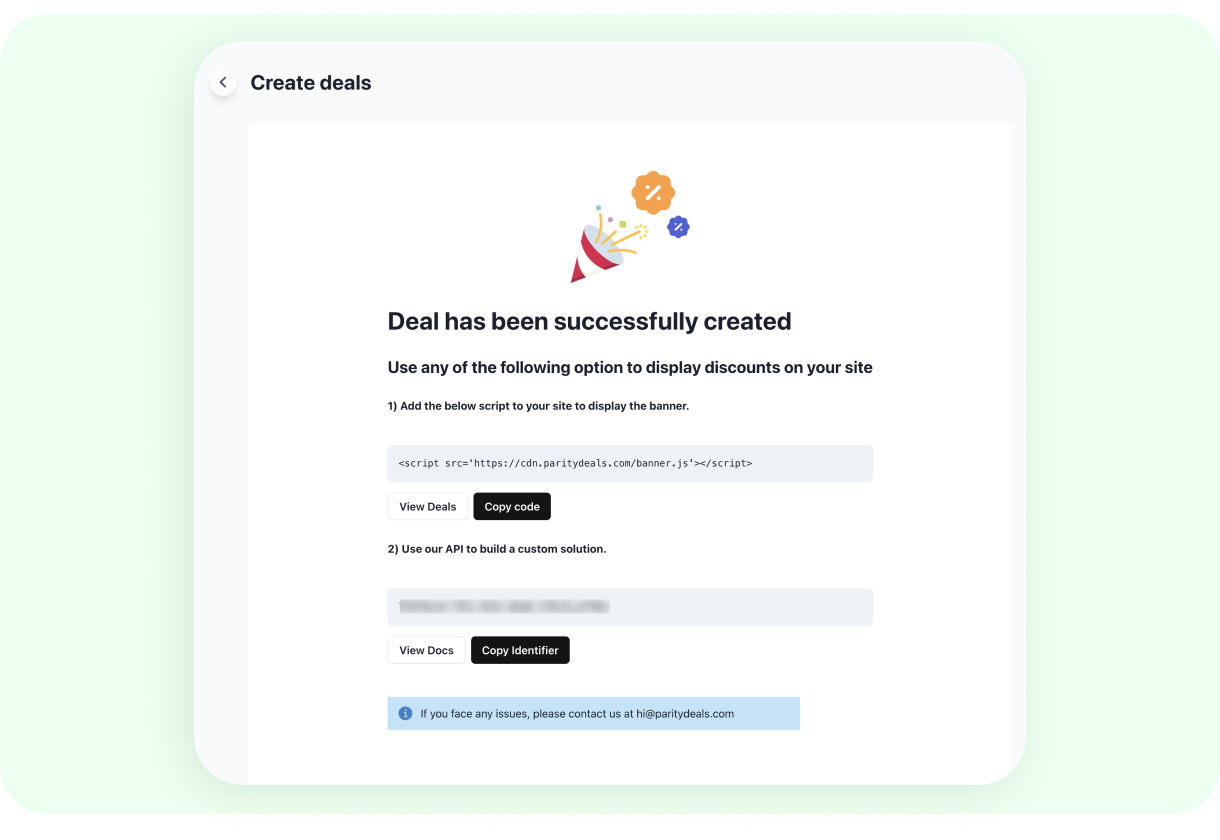 Create deals
Deal has been successfully created
Use any of the following option to display discounts on your site
1) Add the below script to your site to display the banner.
<script src='https://cdn.paritydeals.com/banner.js'></script>
View Deals
Copy code
2) Use our API to build a custom solution.
View Docs
Copy Identifier
If you face any issues, please contact us at hi@paritydeals.com